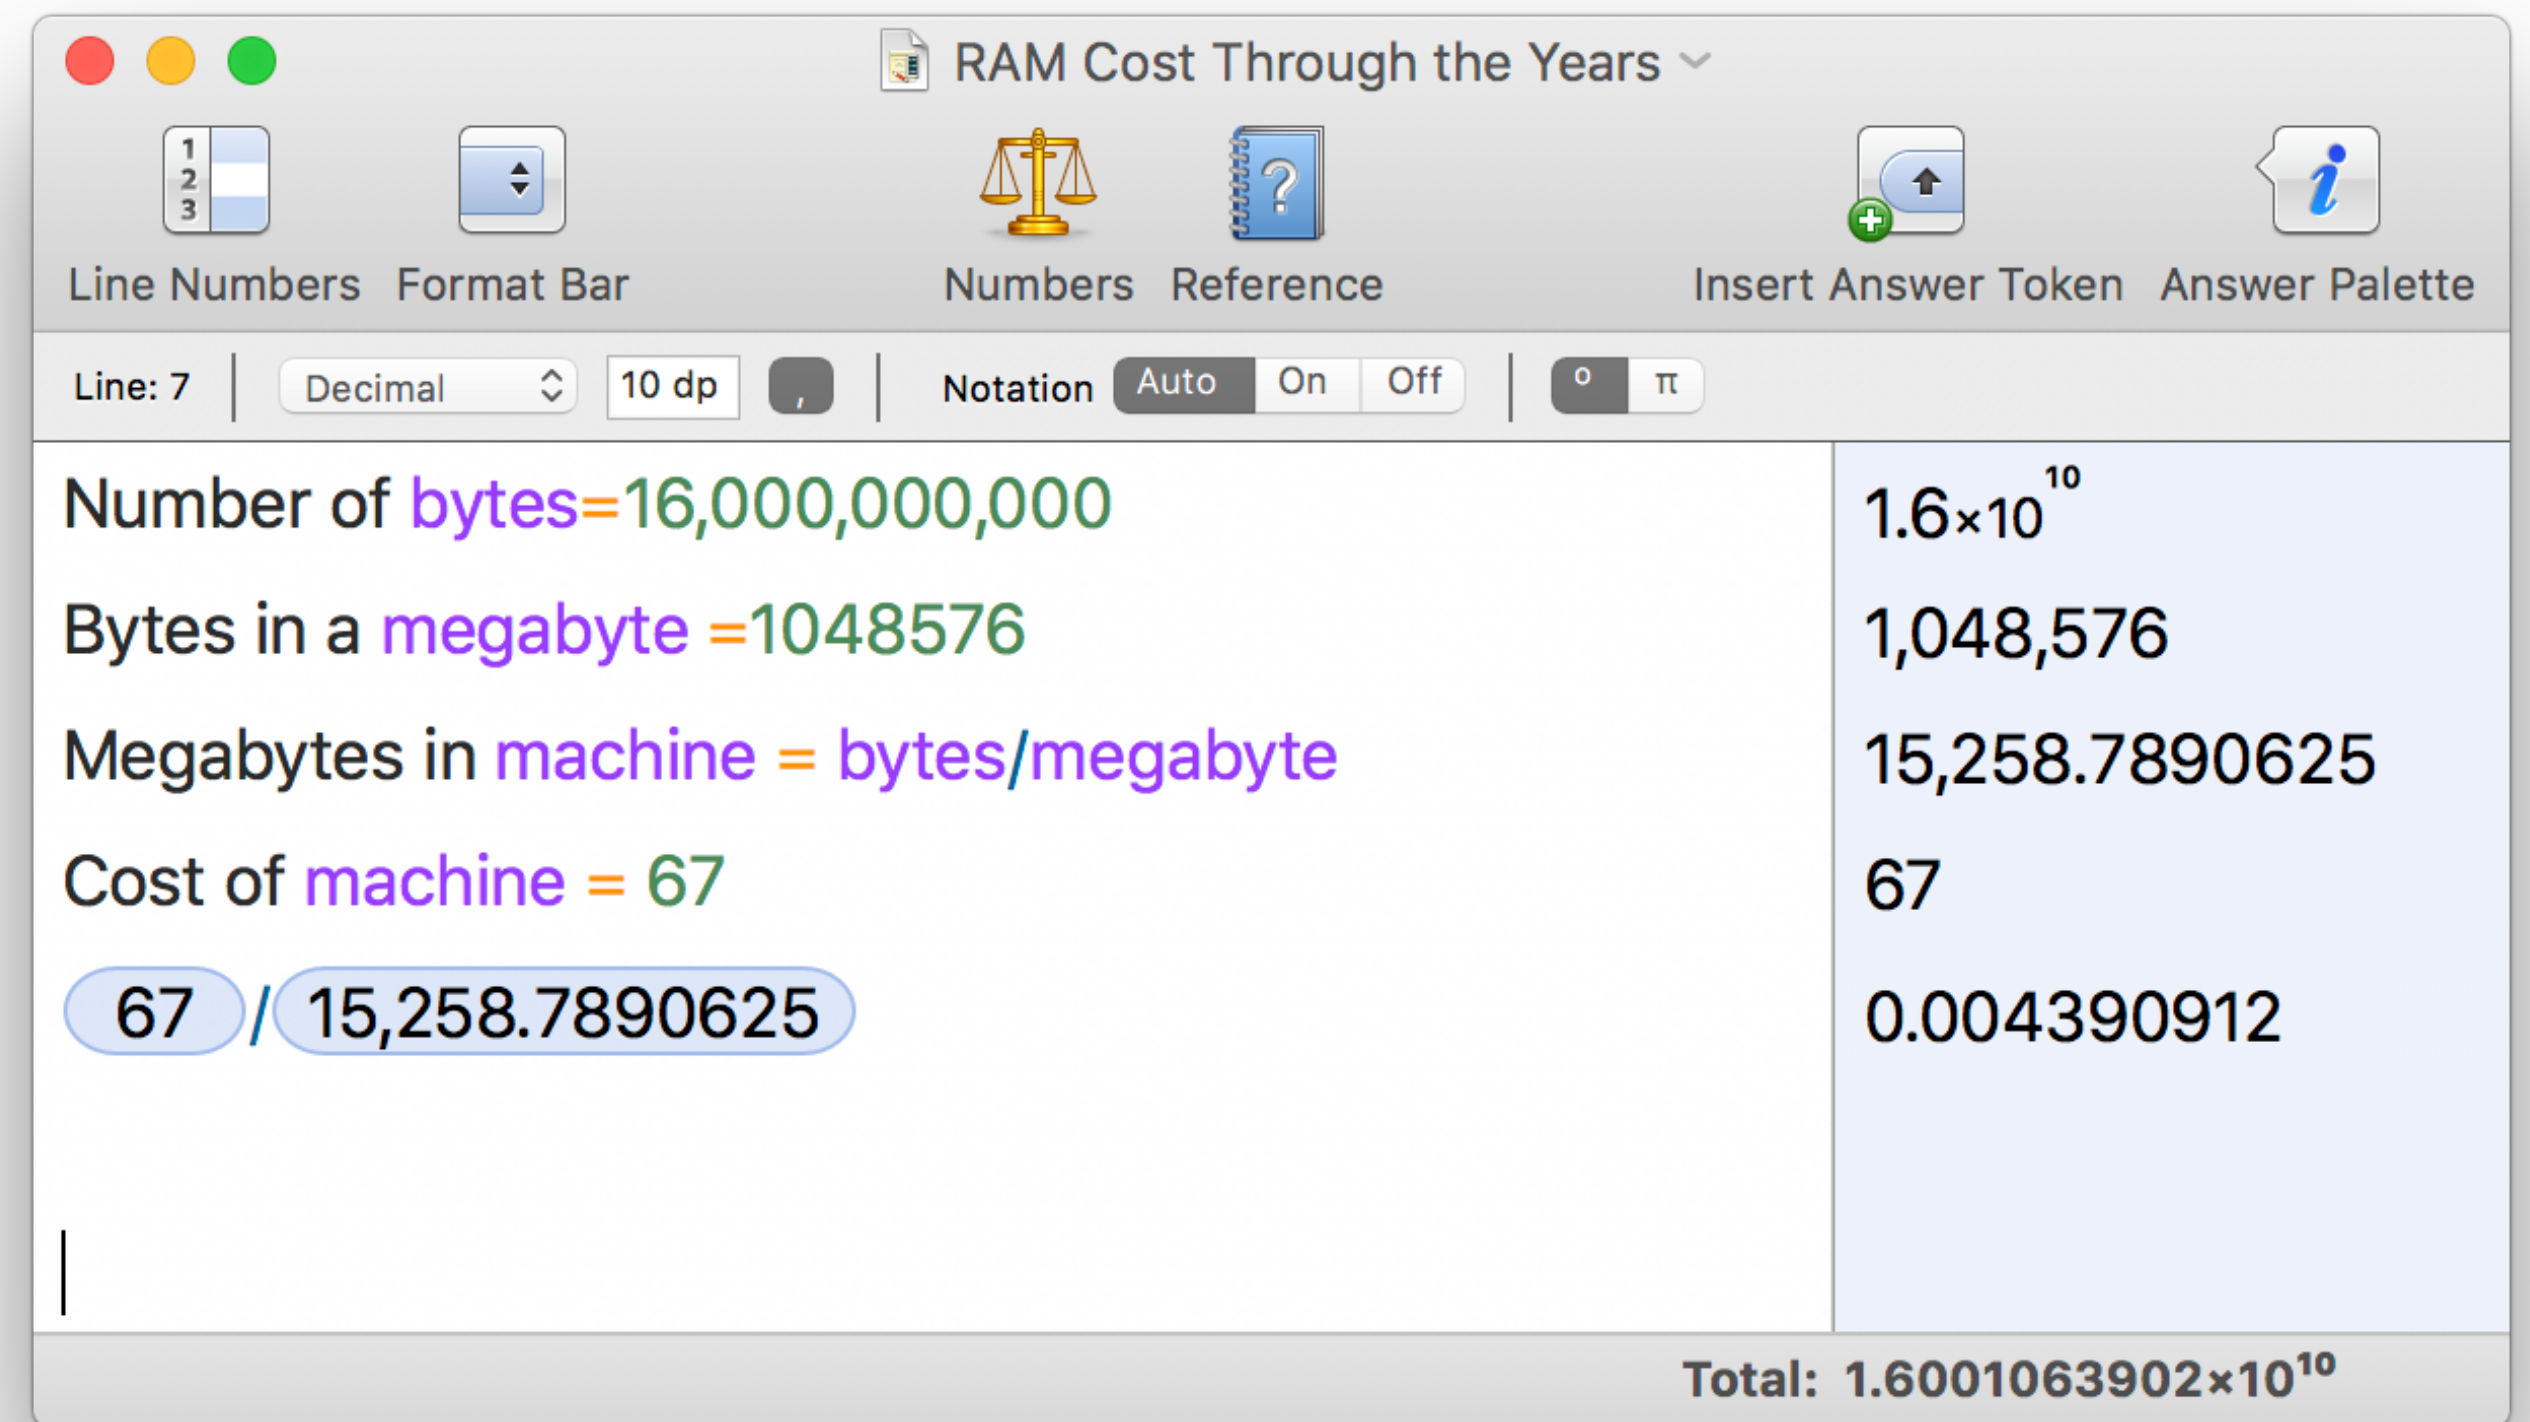 RAM Cost Through the Years
1
2
3
?
i
Line Numbers Format Bar Numbers Reference Insert Answer Token Answer Palette
Line: 7 Decimal 10 dp , Notation Auto On Off º π
Number of bytes=16,000,000,000 1.6×10¹⁰
Bytes in a megabyte =1048576 1,048,576
Megabytes in machine = bytes/megabyte 15,258.7890625
Cost of machine = 67 67
67 / 15,258.7890625 0.004390912
Total: 1.6001063902×10¹⁰